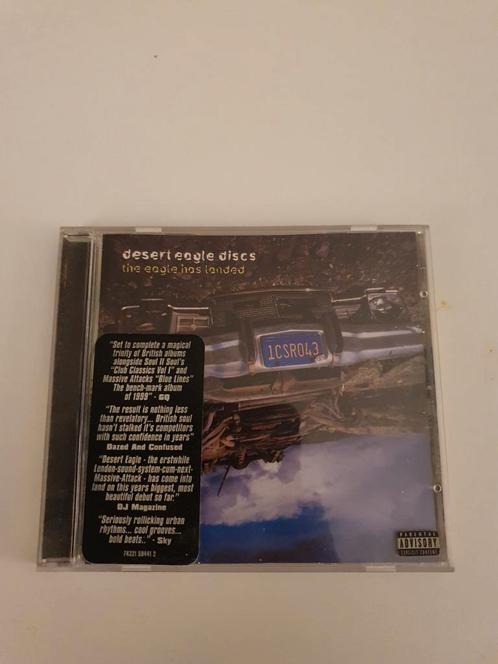 desert eagle discs
the eagle has landed
1CSR043
"Set to complete a magical
trinity of British albums
alongside Soul II Soul's
"Club Classics Vol I" and
Massive Attacks "Blue Lines"
The bench-mark album
of 1999" - GQ
"The result is nothing less
than revelatory... British soul
hasn't stalked it's competitors
with such confidence in years"
Dazed And Confused
"Desert Eagle - the erstwhile
London-sound-system-cum-next-
Massive-Attack - has come into
land on this years biggest, most
beautiful debut so far."
DJ Magazine
"Seriously rollicking urban
rhythms... cool grooves...
bold beats.." - Sky
74321 59441 2
PARENTAL
ADVISORY
EXPLICIT CONTENT